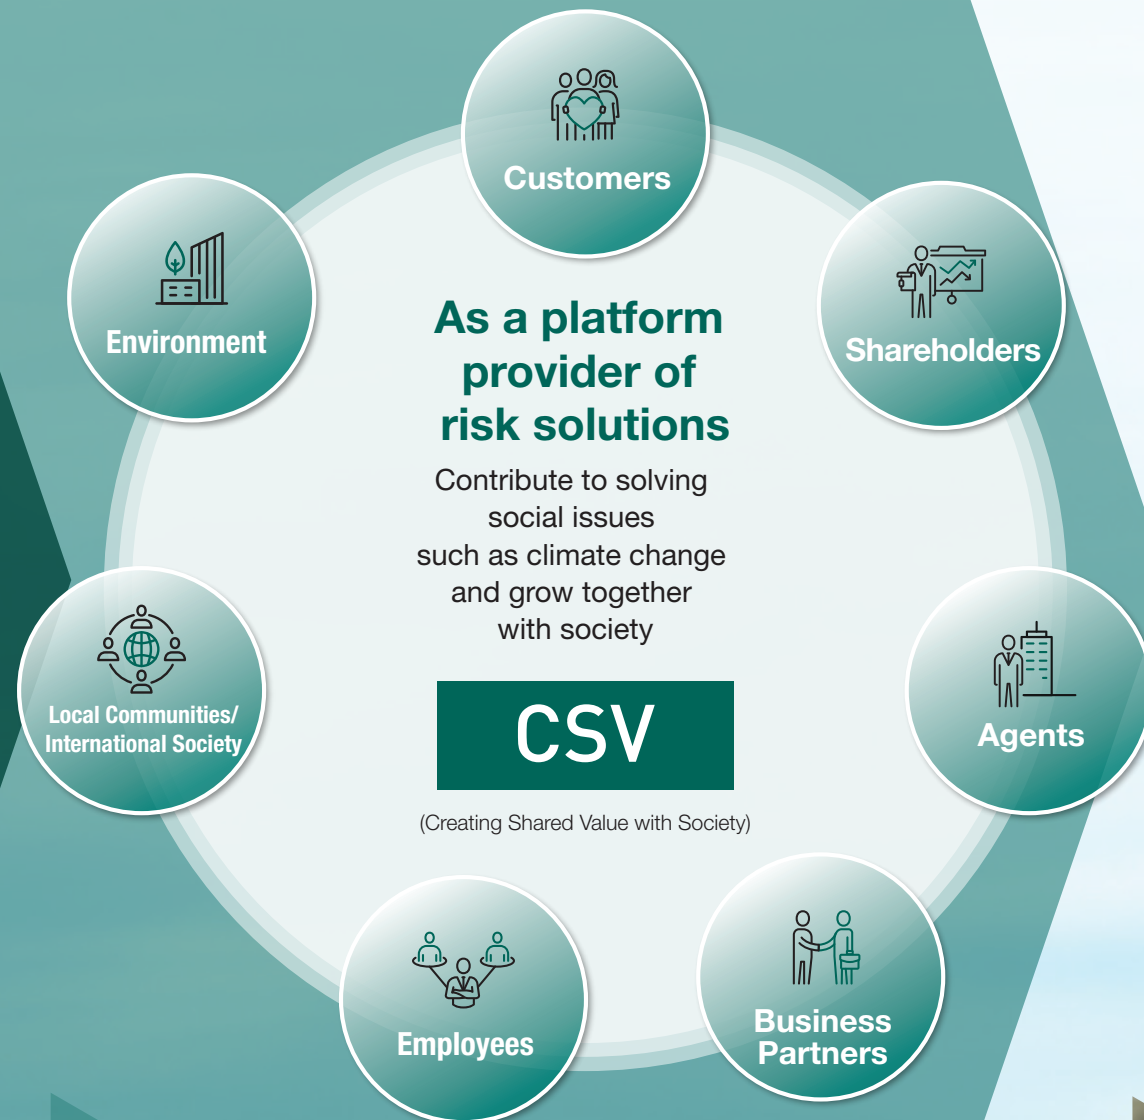 Customers
Environment
Shareholders
As a platform
provider of
risk solutions
Contribute to solving
social issues
such as climate change
and grow together
with society
Local Communities/
International Society
CSV
Agents
(Creating Shared Value with Society)
Employees
Business
Partners